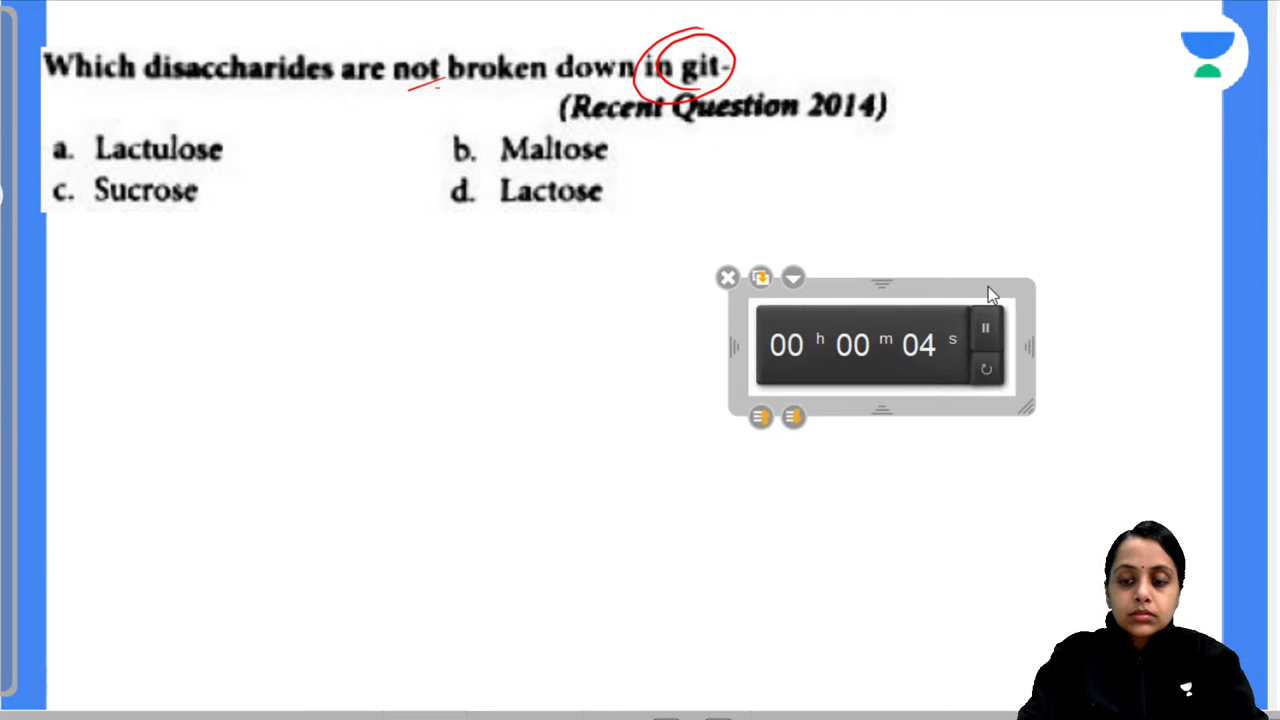 Which disaccharides are not broken down in git-
(Recent Question 2014)
a. Lactulose b. Maltose
c. Sucrose d. Lactose
00 h 00 m 04 s